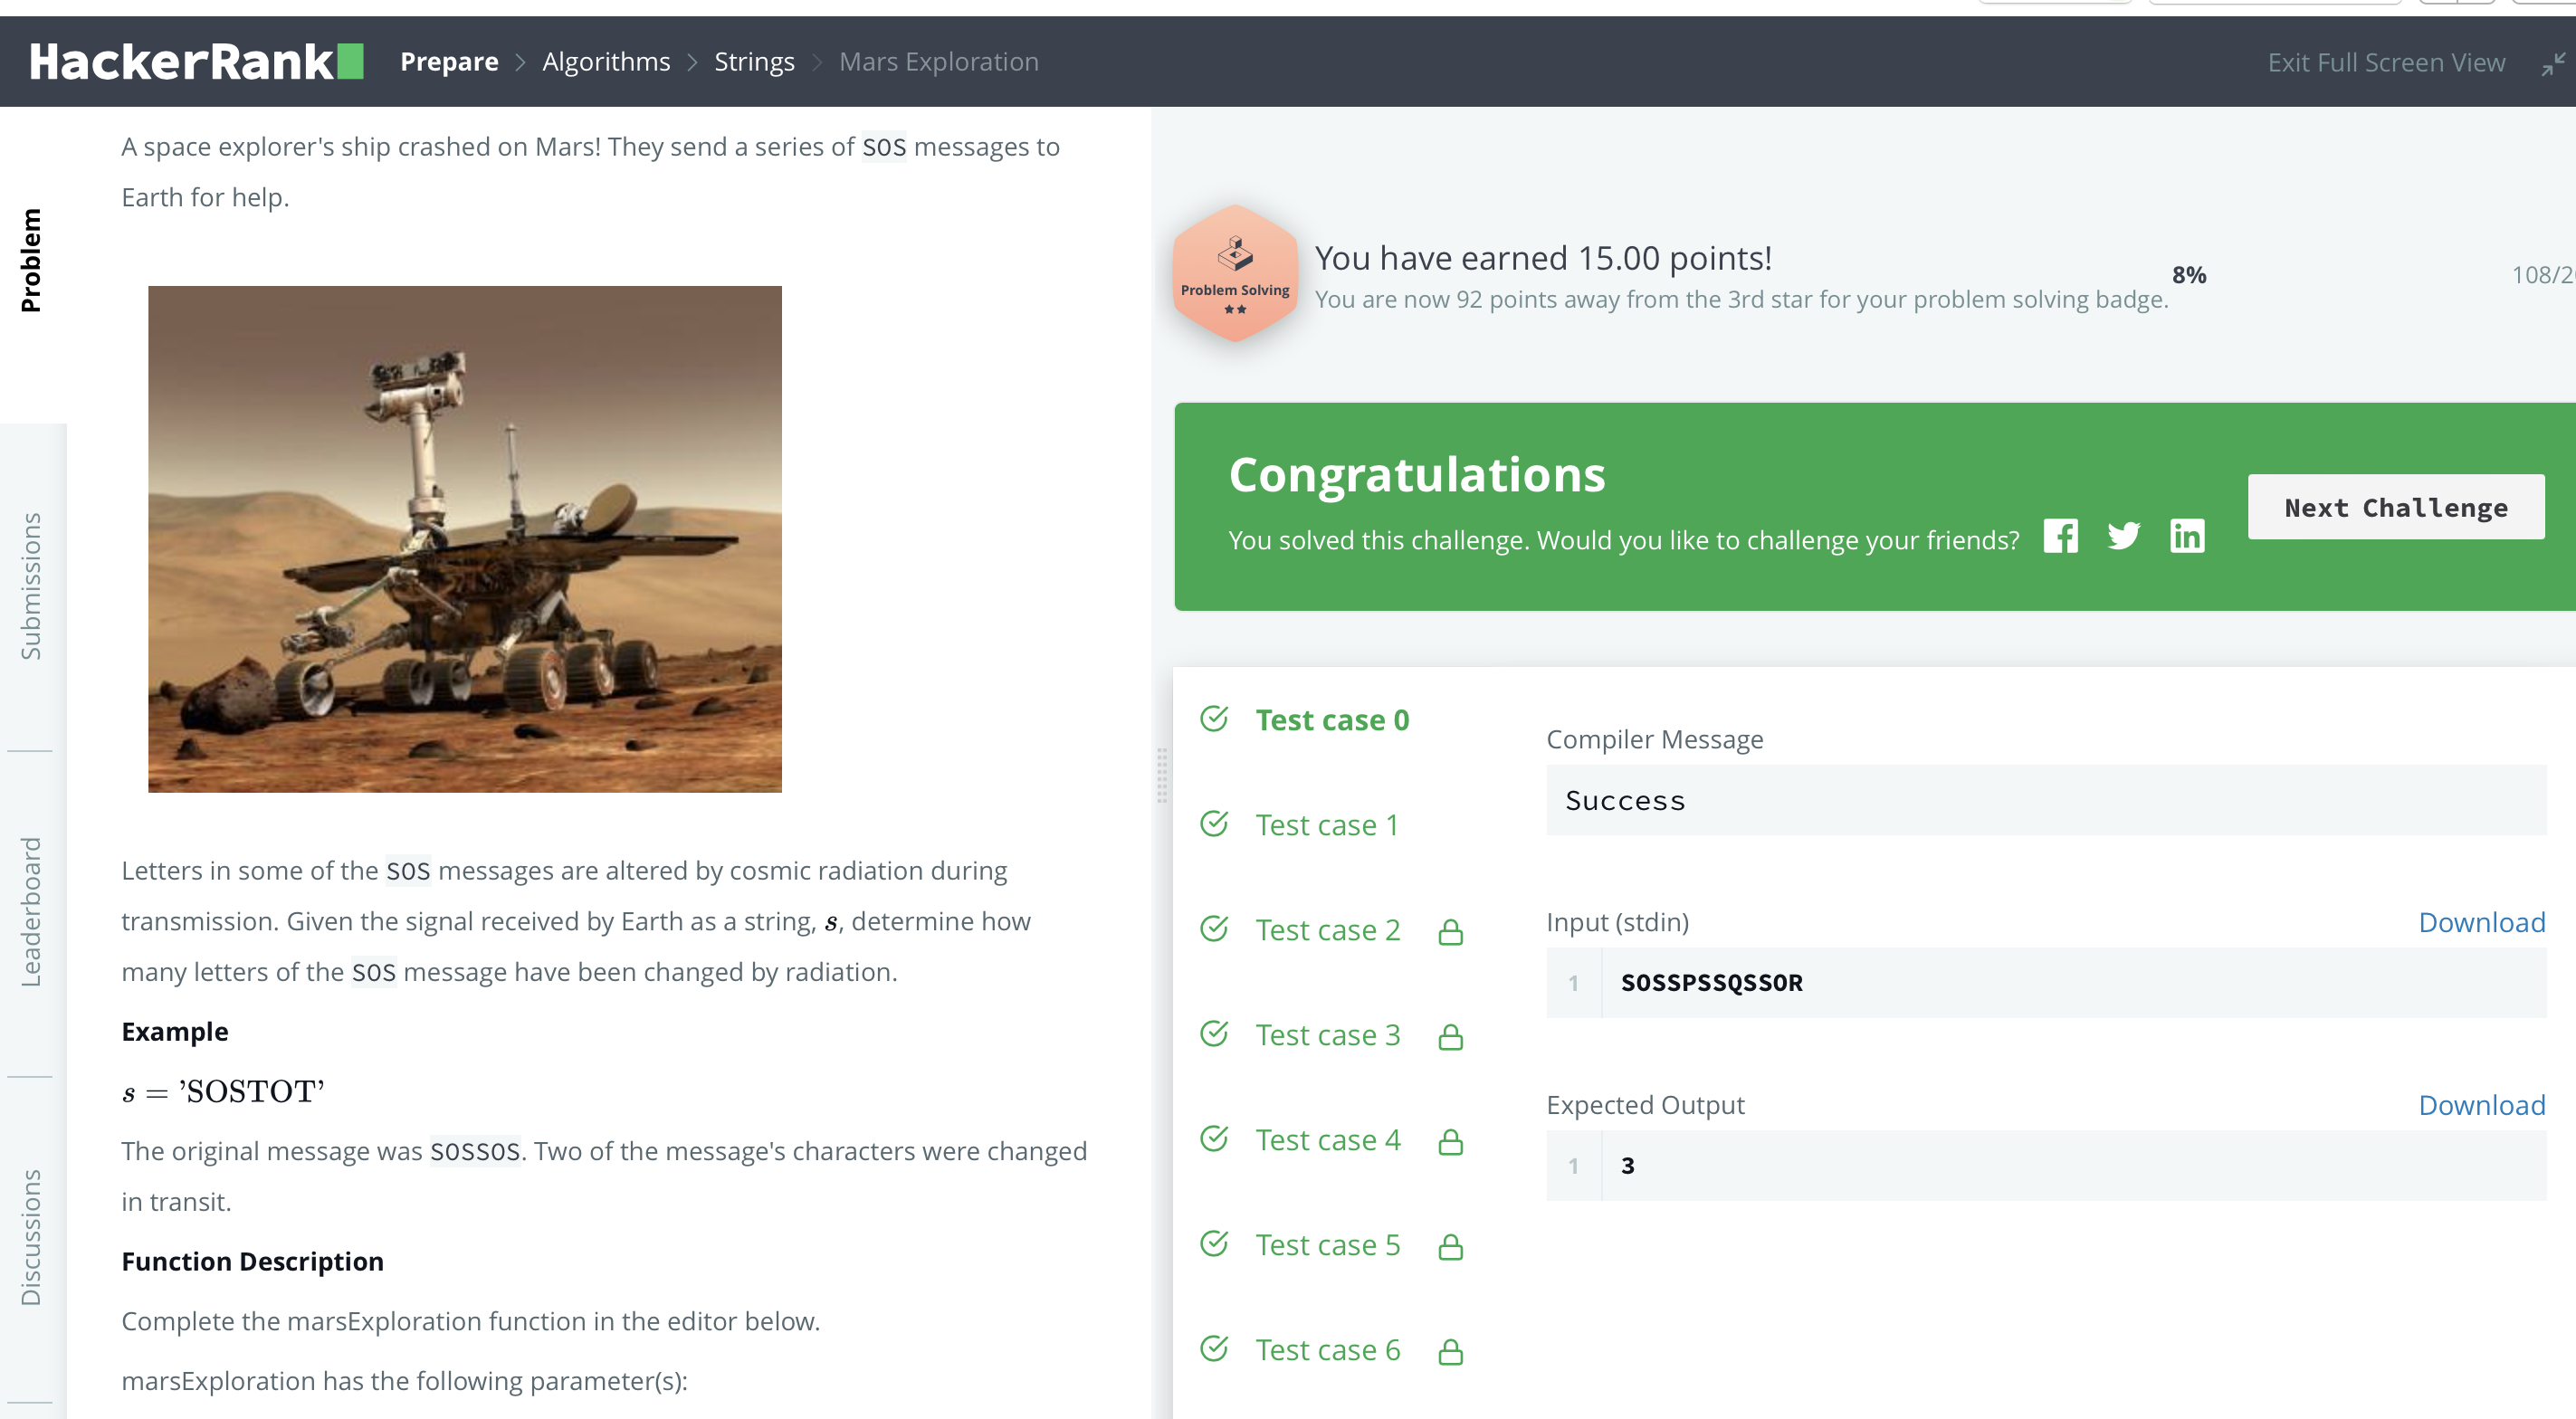 HackerRank Prepare > Algorithms > Strings > Mars Exploration Exit Full Screen View
Problem
Submissions
Leaderboard
Discussions
A space explorer's ship crashed on Mars! They send a series of SOS messages to
Earth for help.
Letters in some of the SOS messages are altered by cosmic radiation during
transmission. Given the signal received by Earth as a string, s, determine how
many letters of the SOS message have been changed by radiation.
Example
s = 'SOSTOT'
The original message was SOSSOS. Two of the message's characters were changed
in transit.
Function Description
Complete the marsExploration function in the editor below.
marsExploration has the following parameter(s):
Problem Solving
You have earned 15.00 points!
You are now 92 points away from the 3rd star for your problem solving badge.
8%
Congratulations
You solved this challenge. Would you like to challenge your friends?
Next Challenge
Test case 0
Test case 1
Test case 2
Test case 3
Test case 4
Test case 5
Test case 6
Compiler Message
Success
Input (stdin) Download
1 SOSSPSSQSSOR
Expected Output Download
1 3